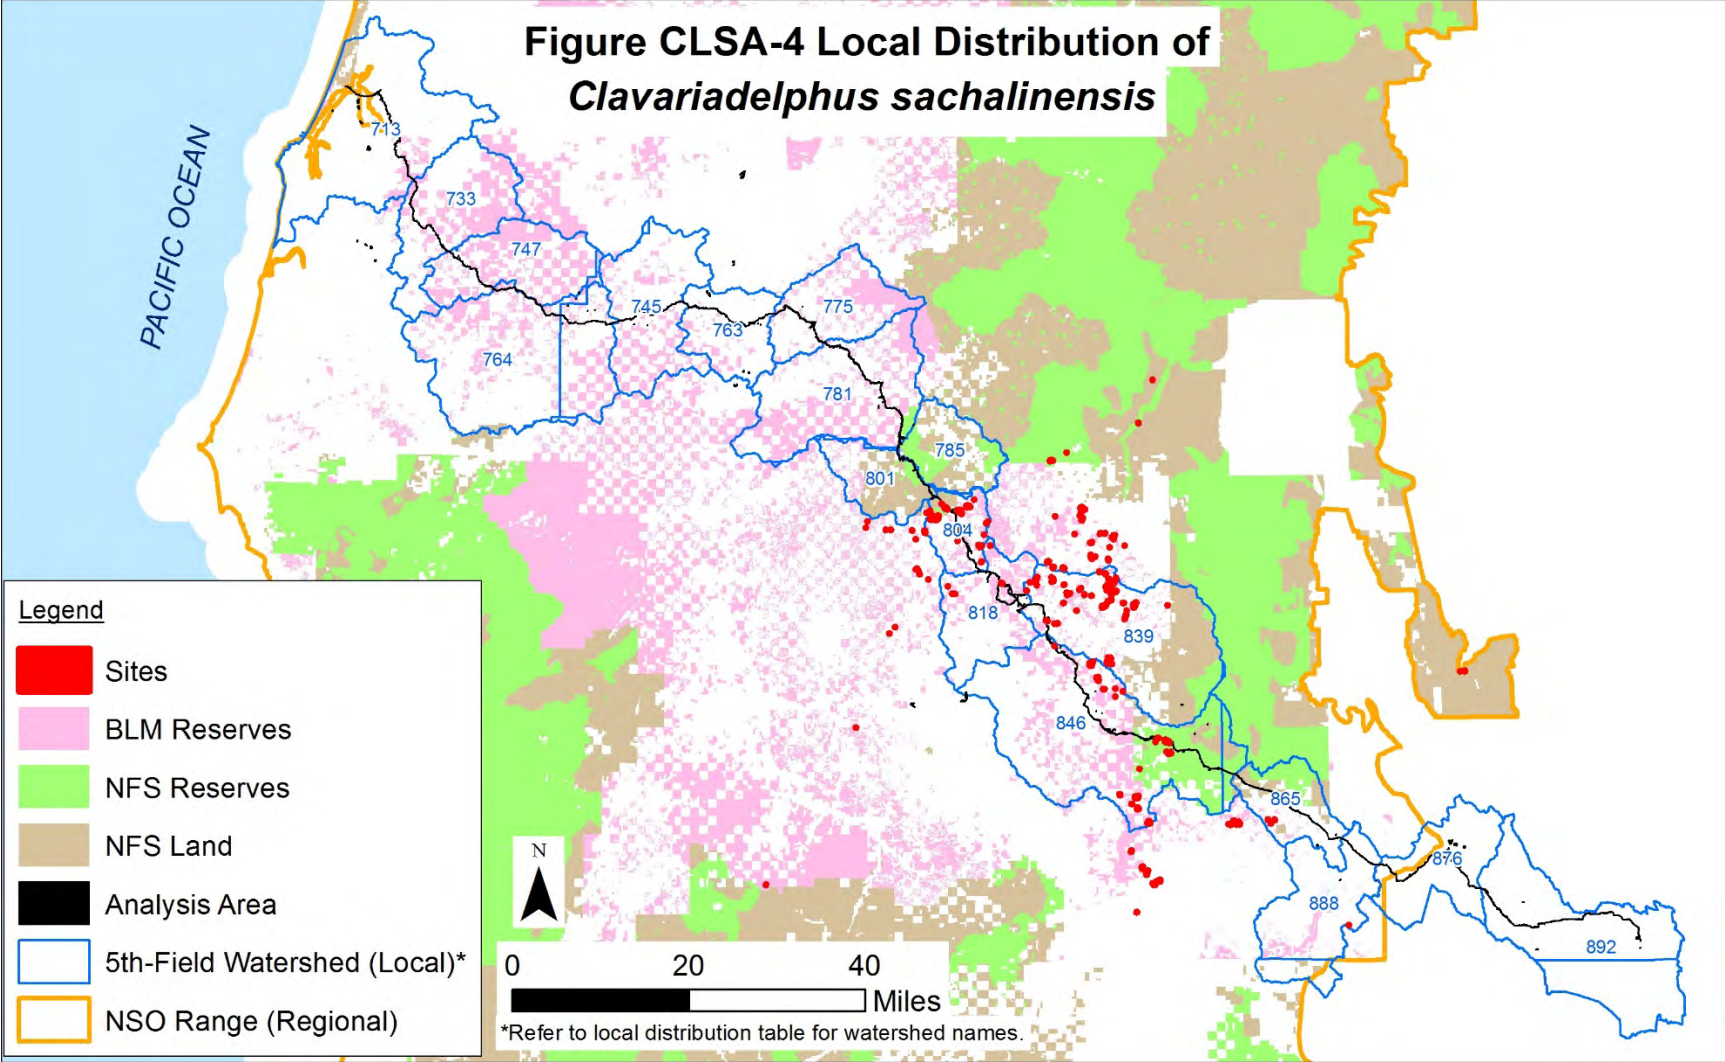 Figure CLSA-4 Local Distribution of
Clavariadelphus sachalinensis
PACIFIC OCEAN
713
733
747
745
775
763
764
781
785
801
804
818
839
846
865
876
888
892
Legend
Sites
BLM Reserves
NFS Reserves
NFS Land
Analysis Area
5th-Field Watershed (Local)*
NSO Range (Regional)
N
0 20 40
Miles
*Refer to local distribution table for watershed names.